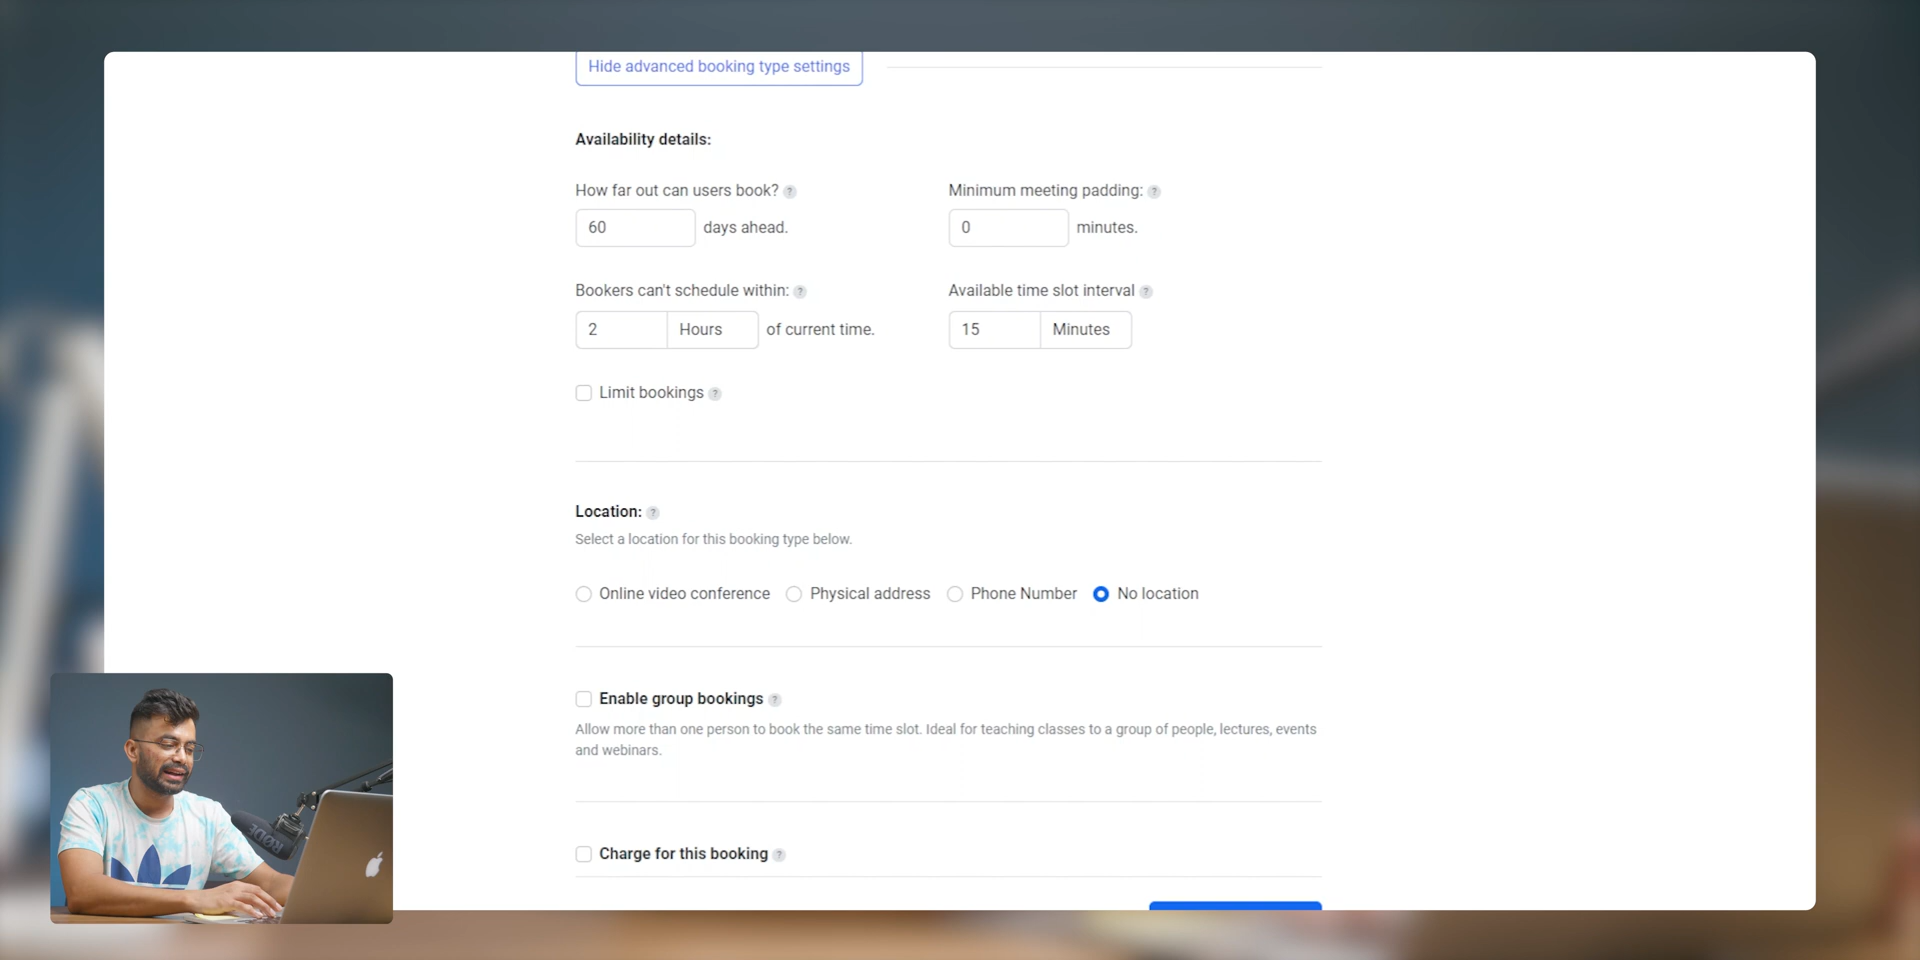 Hide advanced booking type settings
Availability details:
How far out can users book? ?
60 days ahead.
Minimum meeting padding: ?
0 minutes.
Bookers can't schedule within: ?
2 Hours of current time.
Available time slot interval ?
15 Minutes
Limit bookings ?
Location: ?
Select a location for this booking type below.
Online video conference Physical address Phone Number No location
Enable group bookings ?
Allow more than one person to book the same time slot. Ideal for teaching classes to a group of people, lectures, events
and webinars.
Charge for this booking ?
RØDE